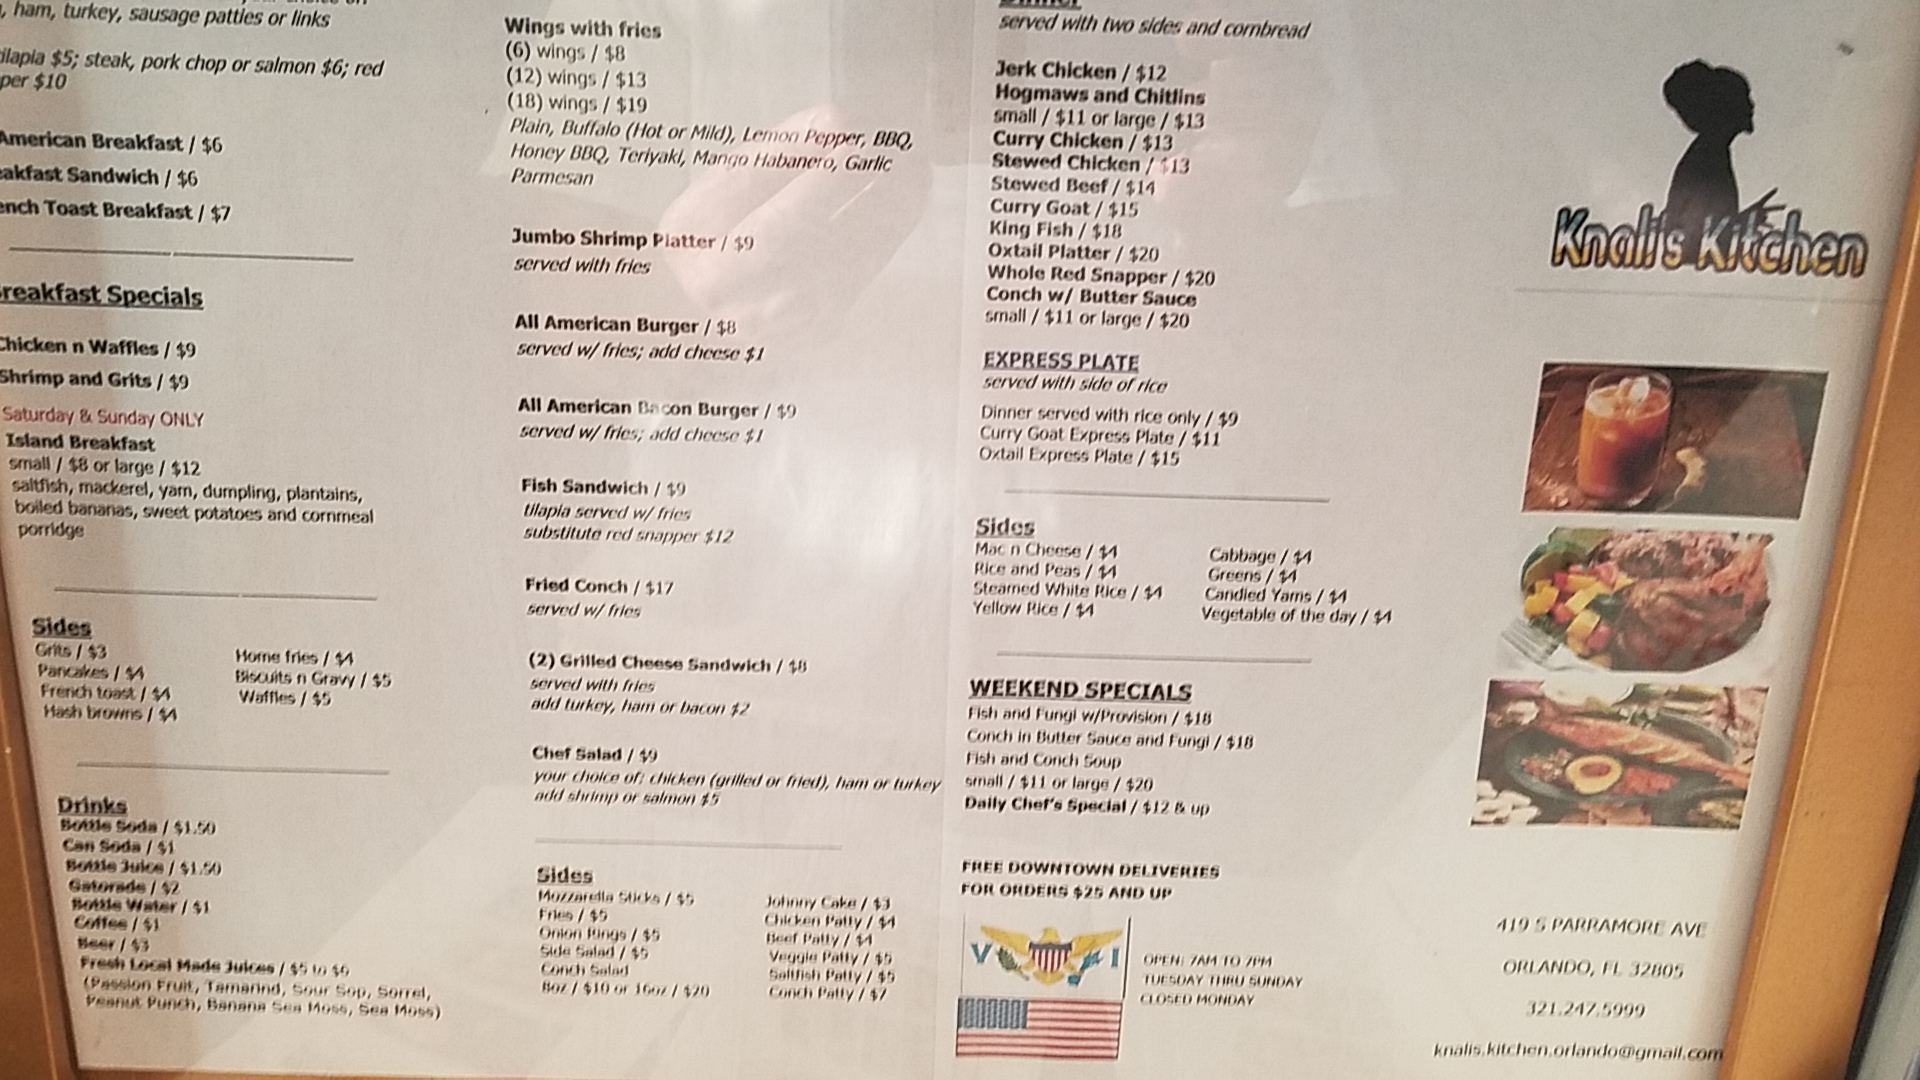 ham, turkey, sausage patties or links
$5; steak, pork chop or salmon $6; red
$10
American Breakfast / $6
Sandwich / $6
Toast Breakfast / $7
Specials
Chicken n Waffles / $9
Shrimp and Grits / $9
Saturday & Sunday ONLY
Island Breakfast
small / $8 or large / $12
saltfish, mackerel, yam, dumpling, plantains,
boiled bananas, sweet potatoes and cornmeal
porridge
Sides
Grits / $3
Pancakes / $4
French toast / $4
Hash browns / $4
Home fries / $4
Biscuits n Gravy / $5
Waffles / $5
Drinks
Bottle Soda / $1.50
Can Soda / $1
Bottle Juice / $1.50
Gatorade / $2
Bottle Water / $1
Coffee / $1
Beer / $3
Fresh Local Made Juices / $5 to $6
(Passion Fruit, Tamarind, Sour Sop, Sorrel,
Peanut Punch, Banana Sea Moss, Sea Moss)
Wings with fries
(6) wings / $8
(12) wings / $13
(18) wings / $19
Plain, Buffalo (Hot or Mild), Lemon Pepper, BBQ,
Honey BBQ, Teriyaki, Mango Habanero, Garlic
Parmesan
Jumbo Shrimp Platter / $9
served with fries
All American Burger / $8
served w/ fries; add cheese $1
All American Bacon Burger / $9
served w/ fries; add cheese $1
Fish Sandwich / $9
tilapia served w/ fries
substitute red snapper $12
Fried Conch / $17
served w/ fries
(2) Grilled Cheese Sandwich / $8
served with fries
add turkey, ham or bacon $2
Chef Salad / $9
your choice of: chicken (grilled or fried), ham or turkey
add shrimp or salmon $5
Sides
Mozzarella Sticks / $5
Fries / $5
Onion Rings / $5
Side Salad / $5
Conch Salad
8oz / $10 or 16oz / $20
Johnny Cake / $3
Chicken Patty / $4
Beef Patty / $4
Veggie Patty / $5
Saltfish Patty / $5
Conch Patty / $7
Dinner
served with two sides and cornbread
Jerk Chicken / $12
Hogmaws and Chitlins
small / $11 or large / $13
Curry Chicken / $13
Stewed Chicken / $13
Stewed Beef / $14
Curry Goat / $15
King Fish / $18
Oxtail Platter / $20
Whole Red Snapper / $20
Conch w/ Butter Sauce
small / $11 or large / $20
EXPRESS PLATE
served with side of rice
Dinner served with rice only / $9
Curry Goat Express Plate / $11
Oxtail Express Plate / $15
Sides
Mac n Cheese / $4
Rice and Peas / $4
Steamed White Rice / $4
Yellow Rice / $4
Cabbage / $4
Greens / $4
Candied Yams / $4
Vegetable of the day / $4
WEEKEND SPECIALS
Fish and Fungi w/Provision / $18
Conch in Butter Sauce and Fungi / $18
Fish and Conch Soup
small / $11 or large / $20
Daily Chef's Special / $12 & up
FREE DOWNTOWN DELIVERIES
FOR ORDERS $25 AND UP
V I
OPEN: 7AM TO 7PM
TUESDAY THRU SUNDAY
CLOSED MONDAY
Knali's Kitchen
419 S PARRAMORE AVE
ORLANDO, FL 32805
321.247.5999
knalis.kitchen.orlando@gmail.com